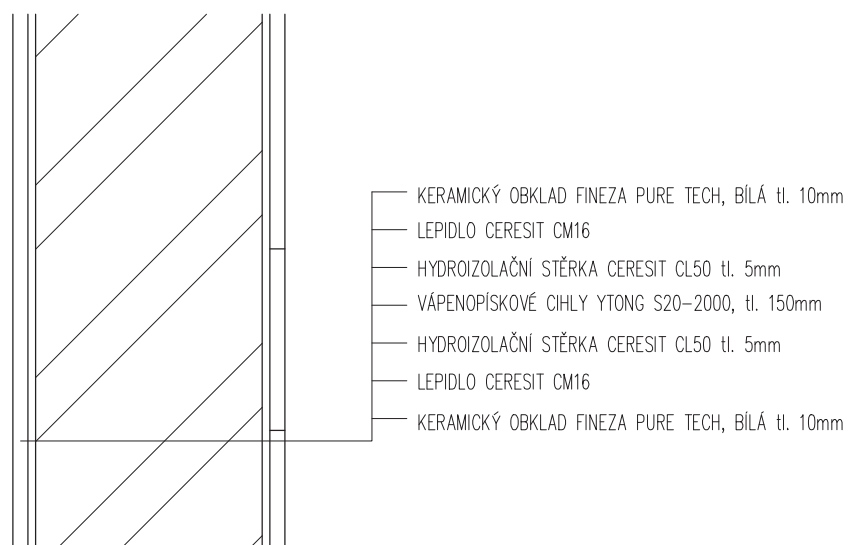 KERAMICKÝ OBKLAD FINEZA PURE TECH, BÍLÁ tl. 10mm
LEPIDLO CERESIT CM16
HYDROIZOLAČNÍ STĚRKA CERESIT CL50 tl. 5mm
VÁPENOPÍSKOVÉ CIHLY YTONG S20-2000, tl. 150mm
HYDROIZOLAČNÍ STĚRKA CERESIT CL50 tl. 5mm
LEPIDLO CERESIT CM16
KERAMICKÝ OBKLAD FINEZA PURE TECH, BÍLÁ tl. 10mm